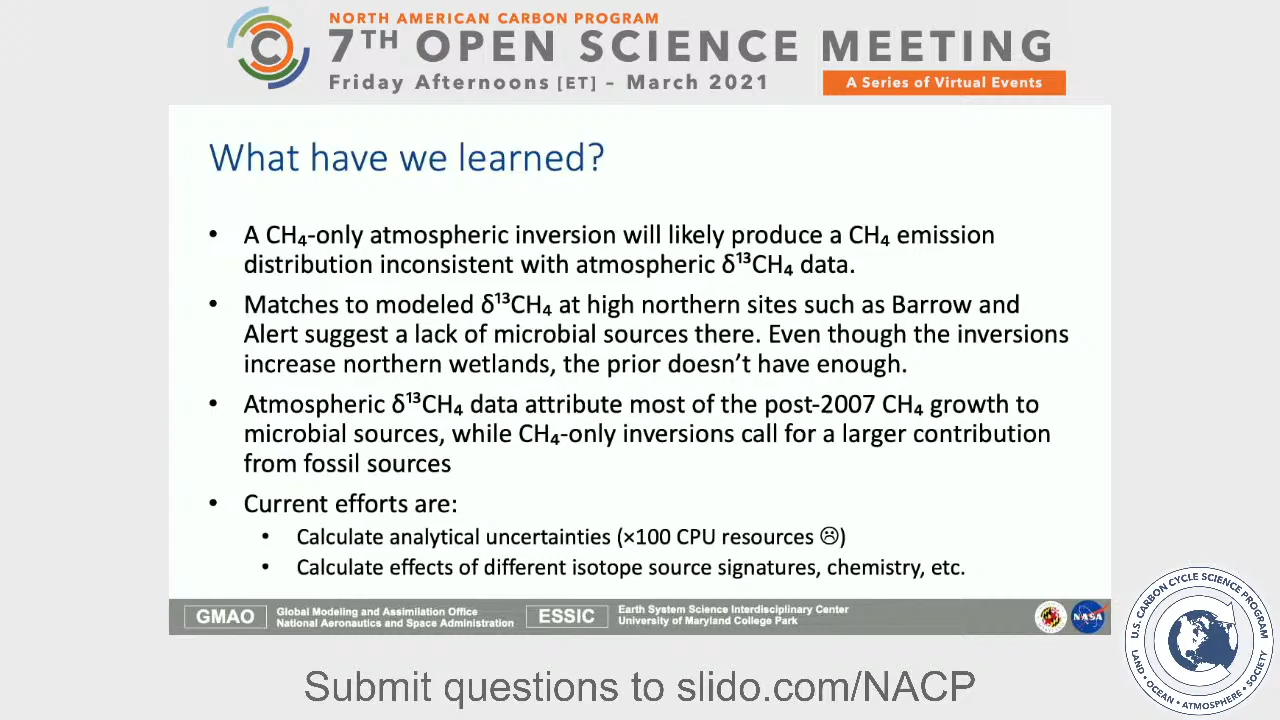 NORTH AMERICAN CARBON PROGRAM
7TH OPEN SCIENCE MEETING
Friday Afternoons [ET] – March 2021
A Series of Virtual Events
What have we learned?
• A CH₄-only atmospheric inversion will likely produce a CH₄ emission
distribution inconsistent with atmospheric δ¹³CH₄ data.
• Matches to modeled δ¹³CH₄ at high northern sites such as Barrow and
Alert suggest a lack of microbial sources there. Even though the inversions
increase northern wetlands, the prior doesn’t have enough.
• Atmospheric δ¹³CH₄ data attribute most of the post-2007 CH₄ growth to
microbial sources, while CH₄-only inversions call for a larger contribution
from fossil sources
• Current efforts are:
• Calculate analytical uncertainties (×100 CPU resources ☹)
• Calculate effects of different isotope source signatures, chemistry, etc.
GMAO
Global Modeling and Assimilation Office
National Aeronautics and Space Administration
ESSIC
Earth System Science Interdisciplinary Center
University of Maryland College Park
NASA
U.S. CARBON CYCLE SCIENCE PROGRAM
LAND • OCEAN • ATMOSPHERE • SOCIETY
Submit questions to slido.com/NACP